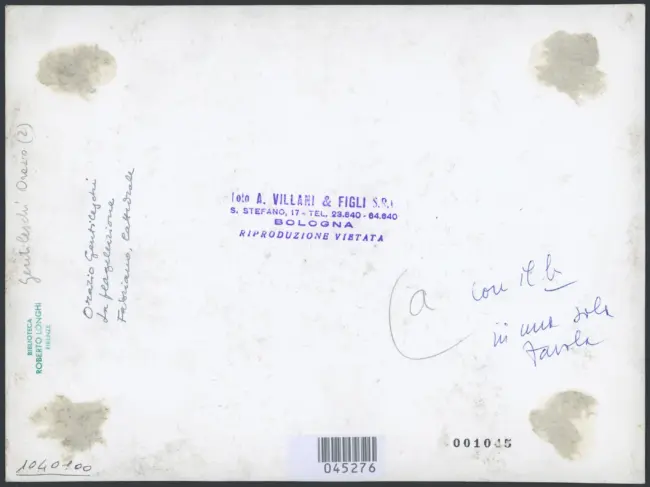 Gentileschi Orazio (2)
BIBLIOTECA
ROBERTO LONGHI
FIRENZE
Orazio Gentileschi
La flagellazione
Fabriano, Cattedrale
Foto A. VILLANI & FIGLI S.R.l
S. STEFANO, 17 - TEL. 23.640 - 64.640
BOLOGNA
RIPRODUZIONE VIETATA
a con il b
in una sola
tavola
1040100
045276
001045